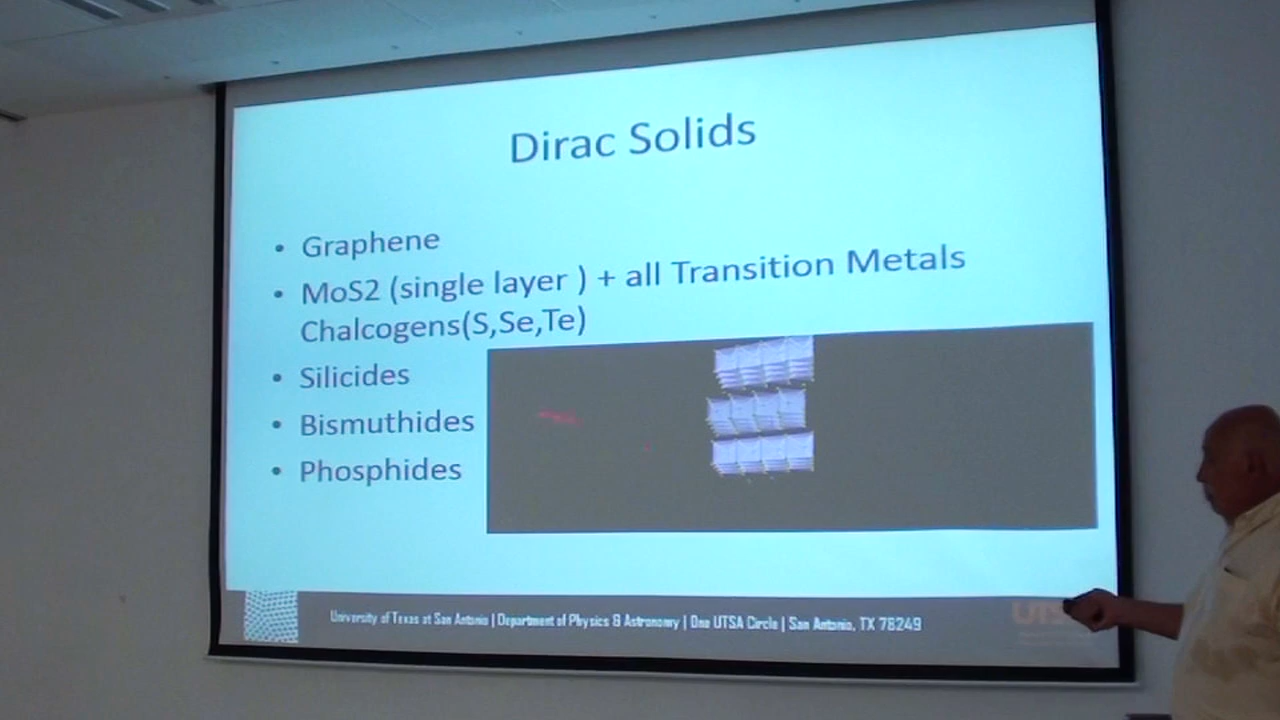 Dirac Solids
• Graphene
• MoS2 (single layer ) + all Transition Metals
Chalcogens(S,Se,Te)
• Silicides
• Bismuthides
• Phosphides
University of Texas at San Antonio | Department of Physics & Astronomy | One UTSA Circle | San Antonio, TX 78249